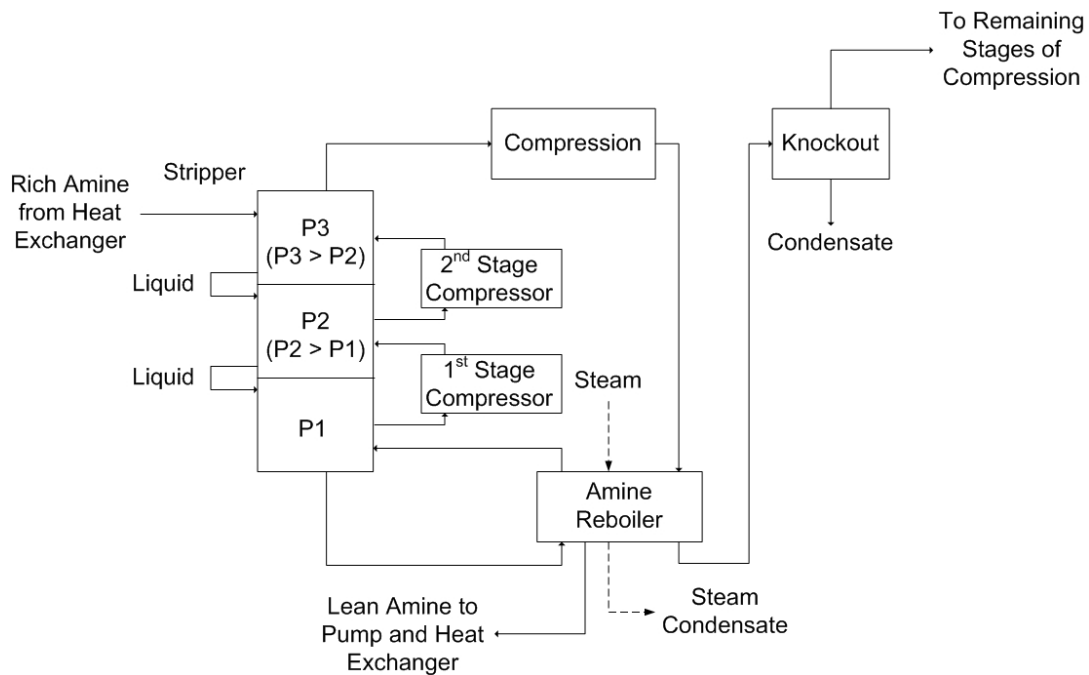 To Remaining
Stages of
Compression
Compression
Knockout
Stripper
Rich Amine
from Heat
Exchanger
P3
(P3 > P2)
2nd Stage
Compressor
Condensate
Liquid
P2
(P2 > P1)
Liquid
1st Stage
Compressor
Steam
P1
Amine
Reboiler
Lean Amine to
Pump and Heat
Exchanger
Steam
Condensate